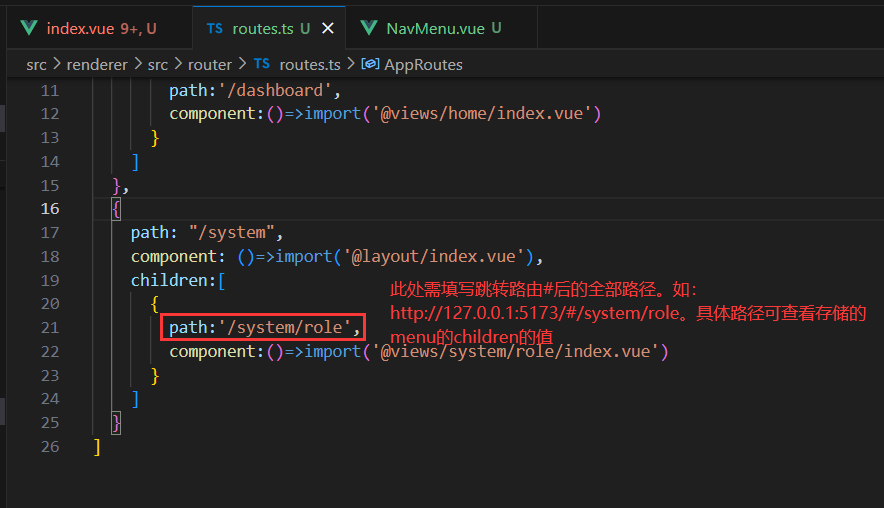 index.vue 9+, U
TS routes.ts U ×
NavMenu.vue U
src > renderer > src > router > TS routes.ts > AppRoutes
11 path:'/dashboard',
12 component:()=>import('@views/home/index.vue')
13 }
14 ]
15 },
16 {
17 path: "/system",
18 component: ()=>import('@layout/index.vue'),
19 children:[
20 {
21 path:'/system/role',
22 component:()=>import('@views/system/role/index.vue')
23 }
24 ]
25 }
26 ]
此处需填写跳转路由#后的全部路径。如:
http://127.0.0.1:5173/#/system/role。具体路径可查看存储的
menu的children的值